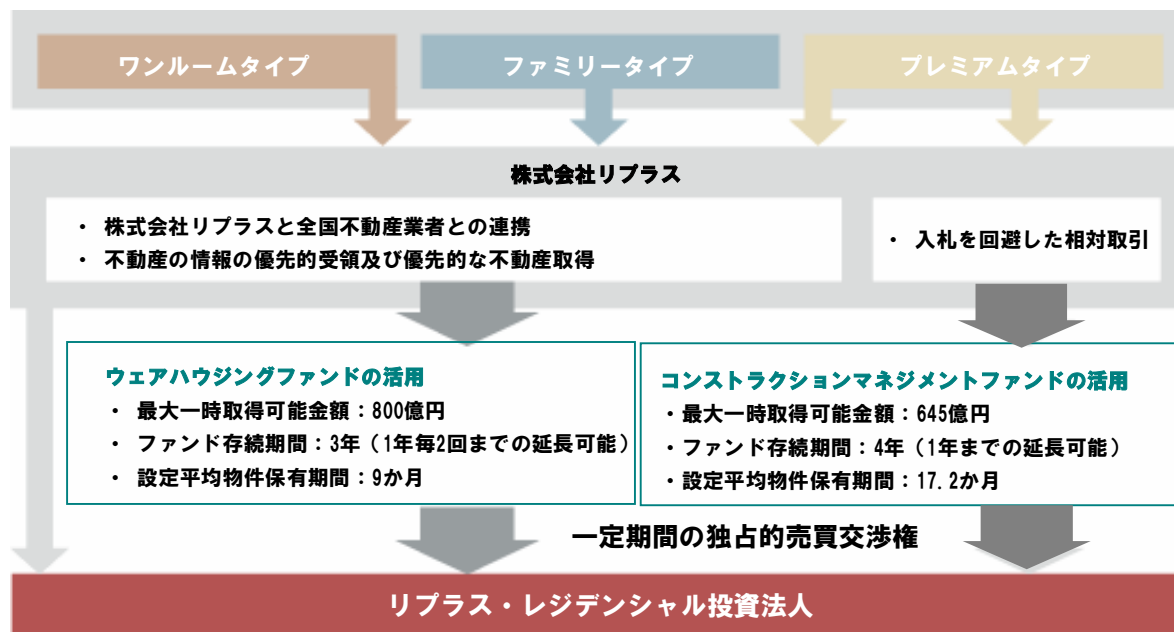 ワンルームタイプ
ファミリータイプ
プレミアムタイプ
株式会社リプラス
・ 株式会社リプラスと全国不動産業者との連携
・ 不動産の情報の優先的受領及び優先的な不動産取得
・ 入札を回避した相対取引
ウェアハウジングファンドの活用
・ 最大一時取得可能金額：800億円
・ ファンド存続期間：3年（1年毎2回までの延長可能）
・ 設定平均物件保有期間：9か月
コンストラクションマネジメントファンドの活用
・最大一時取得可能金額：645億円
・ファンド存続期間：4年（1年までの延長可能）
・設定平均物件保有期間：17.2か月
一定期間の独占的売買交渉権
リプラス・レジデンシャル投資法人